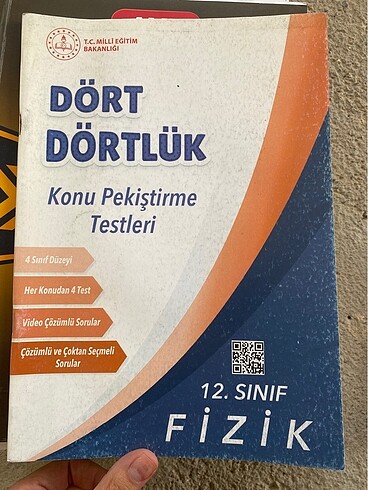 T.C. MİLLİ EĞİTİM
BAKANLIĞI
DÖRT
DÖRTLÜK
Konu Pekiştirme
Testleri
4 Sınıf Düzeyi
Her Konudan 4 Test
Video Çözümlü Sorular
Çözümlü ve Çoktan Seçmeli
Sorular
12. SINIF
FİZİK